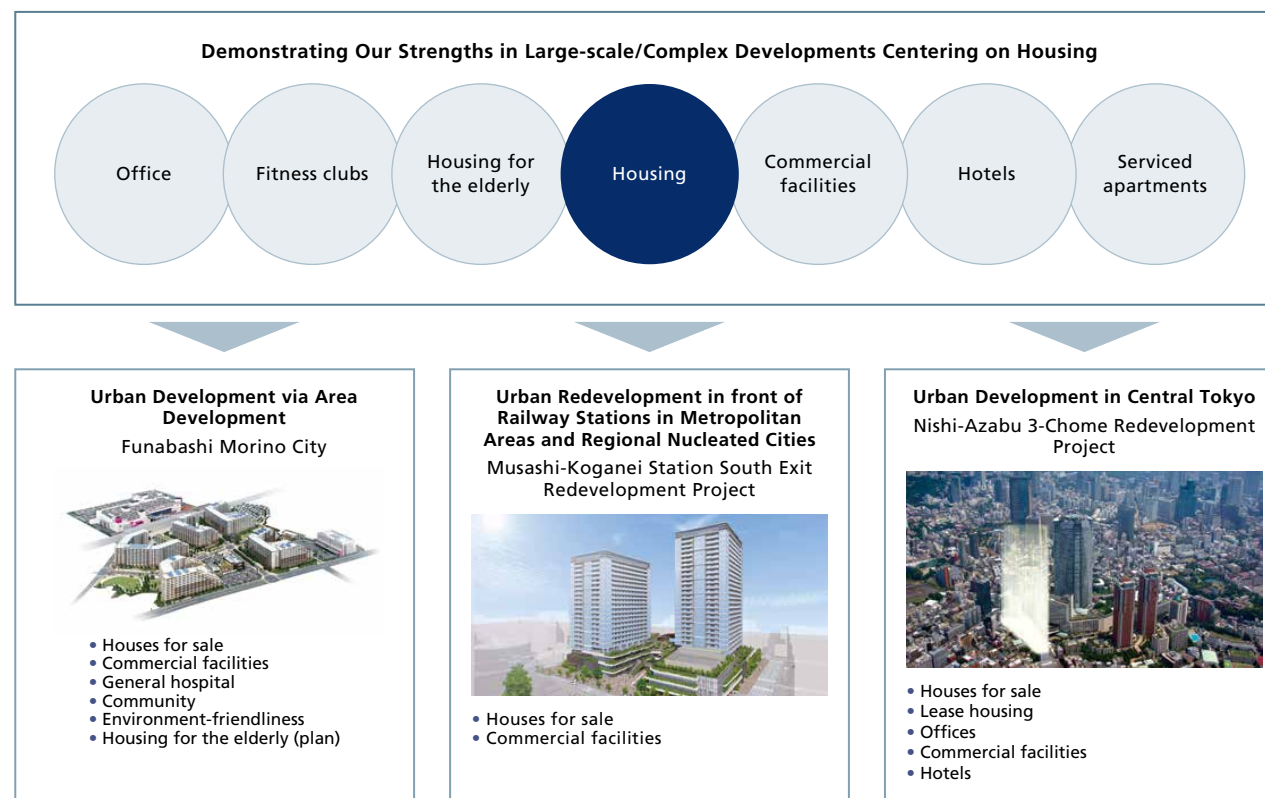 Demonstrating Our Strengths in Large-scale/Complex Developments Centering on Housing
Office
Fitness clubs
Housing for
the elderly
Housing
Commercial
facilities
Hotels
Serviced
apartments
Urban Development via Area
Development
Funabashi Morino City
• Houses for sale
• Commercial facilities
• General hospital
• Community
• Environment-friendliness
• Housing for the elderly (plan)
Urban Redevelopment in front of
Railway Stations in Metropolitan
Areas and Regional Nucleated Cities
Musashi-Koganei Station South Exit
Redevelopment Project
• Houses for sale
• Commercial facilities
Urban Development in Central Tokyo
Nishi-Azabu 3-Chome Redevelopment
Project
• Houses for sale
• Lease housing
• Offices
• Commercial facilities
• Hotels